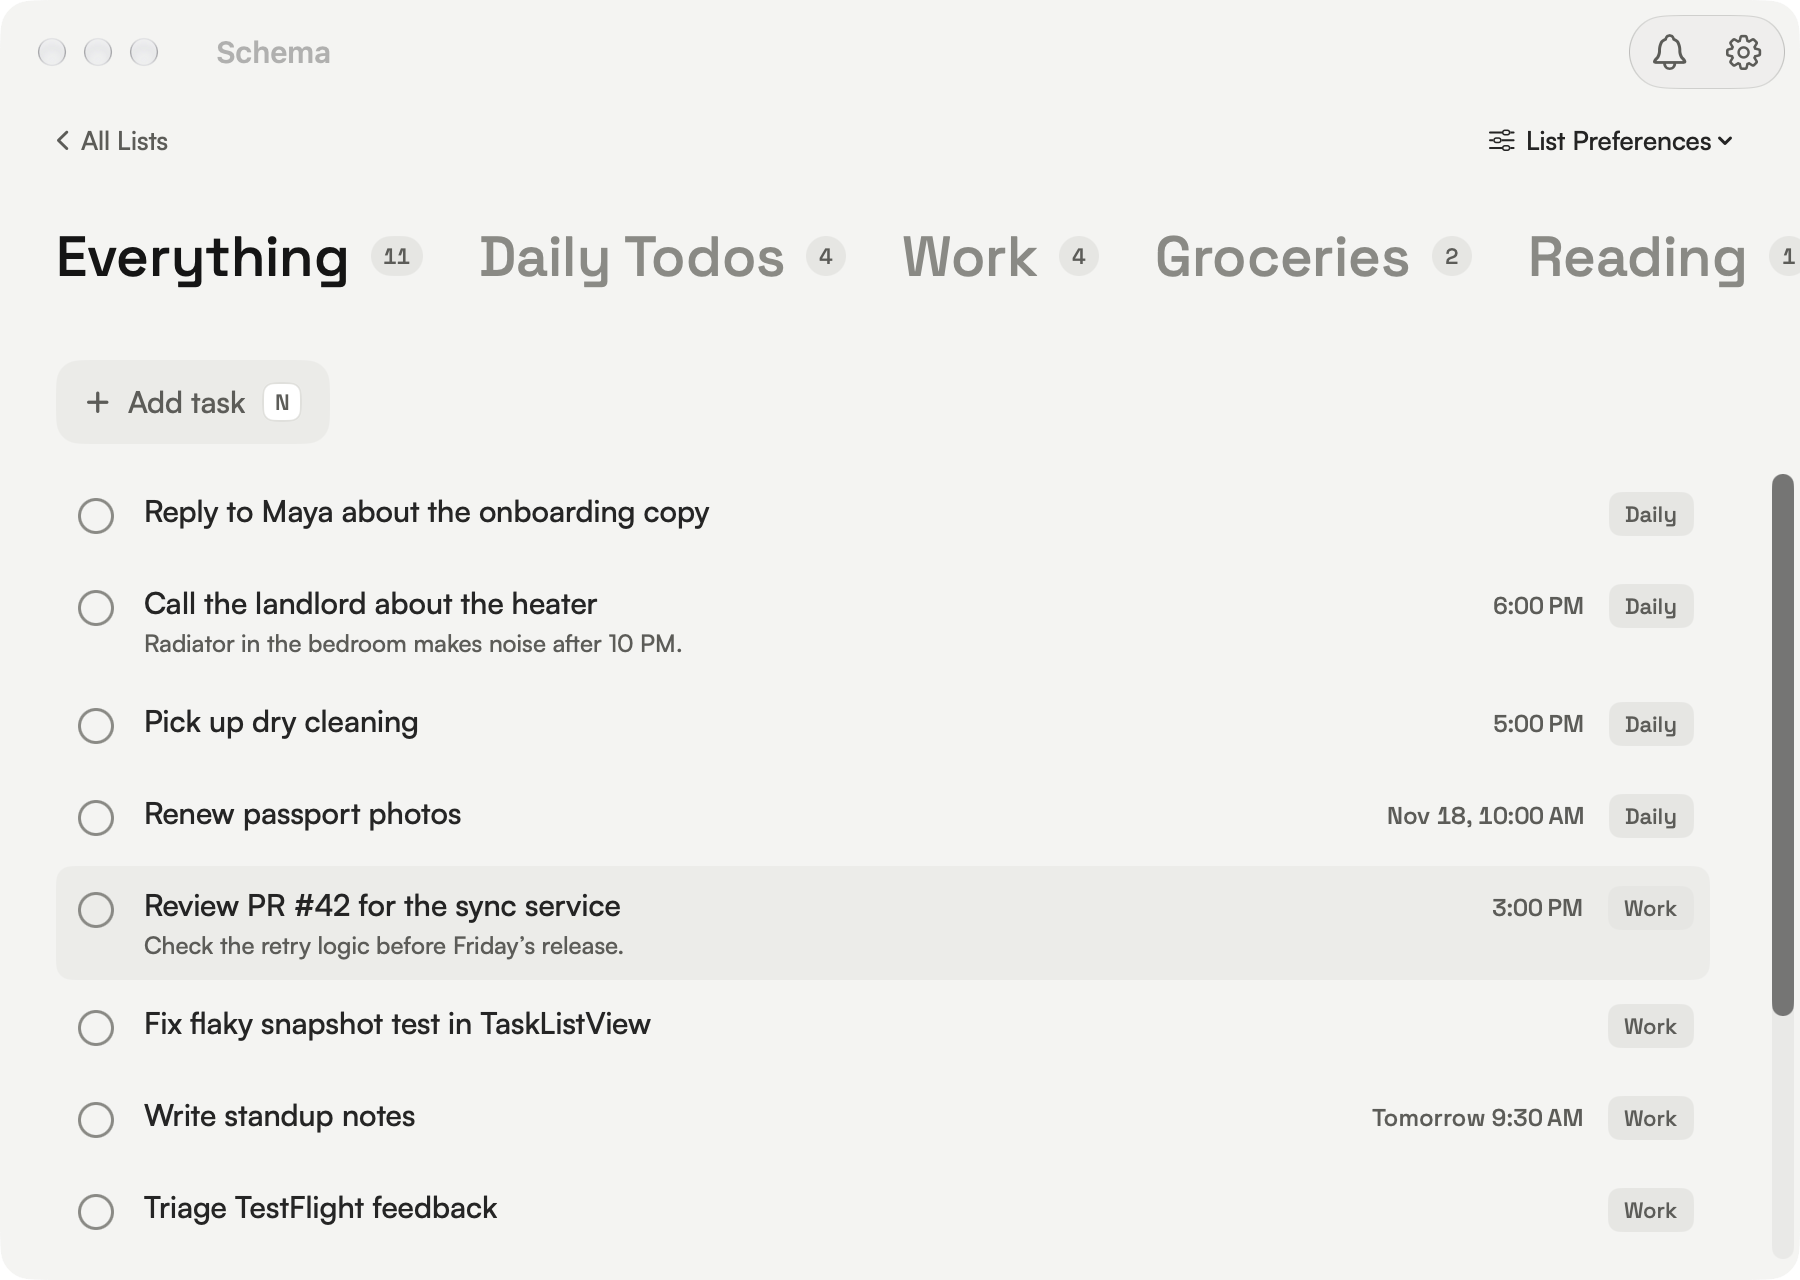 Schema
All Lists
List Preferences
Everything 11 Daily Todos 4 Work 4 Groceries 2 Reading 1
+ Add task N
Reply to Maya about the onboarding copy Daily
Call the landlord about the heater 6:00 PM Daily
Radiator in the bedroom makes noise after 10 PM.
Pick up dry cleaning 5:00 PM Daily
Renew passport photos Nov 18, 10:00 AM Daily
Review PR #42 for the sync service 3:00 PM Work
Check the retry logic before Friday’s release.
Fix flaky snapshot test in TaskListView Work
Write standup notes Tomorrow 9:30 AM Work
Triage TestFlight feedback Work